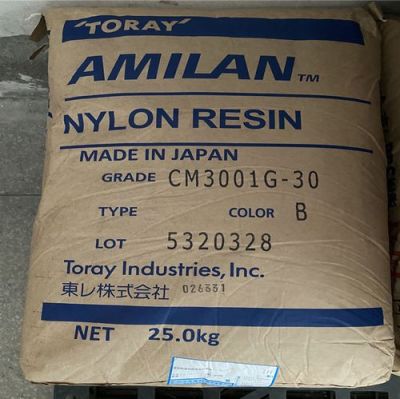 'TORAY'
AMILAN™
NYLON RESIN
MADE IN JAPAN
GRADE CM3001G-30
TYPE COLOR B
LOT 5320328
Toray Industries, Inc.
東レ株式会社 026331
NET 25.0kg